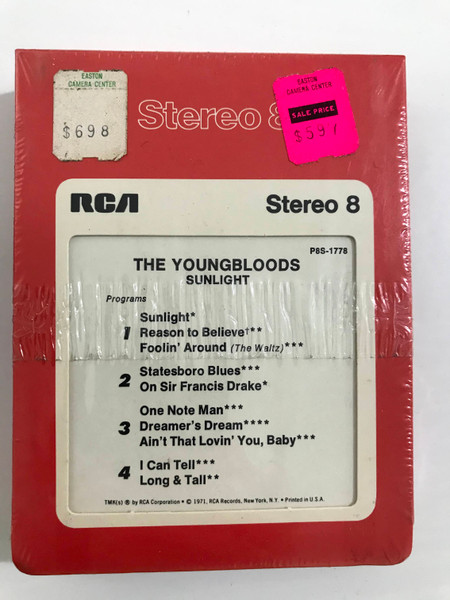 EASTON
CAMERA CENTER
$698
EASTON
CAMERA CENTER
SALE PRICE
$597
Stereo 8
RCA
Stereo 8
P8S-1778
THE YOUNGBLOODS
SUNLIGHT
Programs
Sunlight*
1 Reason to Believe†**
Foolin' Around (The Waltz)***
2 Statesboro Blues***
On Sir Francis Drake*
One Note Man***
3 Dreamer's Dream****
Ain't That Lovin' You, Baby***
4 I Can Tell***
Long & Tall**
TMK(s) ® by RCA Corporation • © 1971, RCA Records, New York, N.Y. • Printed in U.S.A.